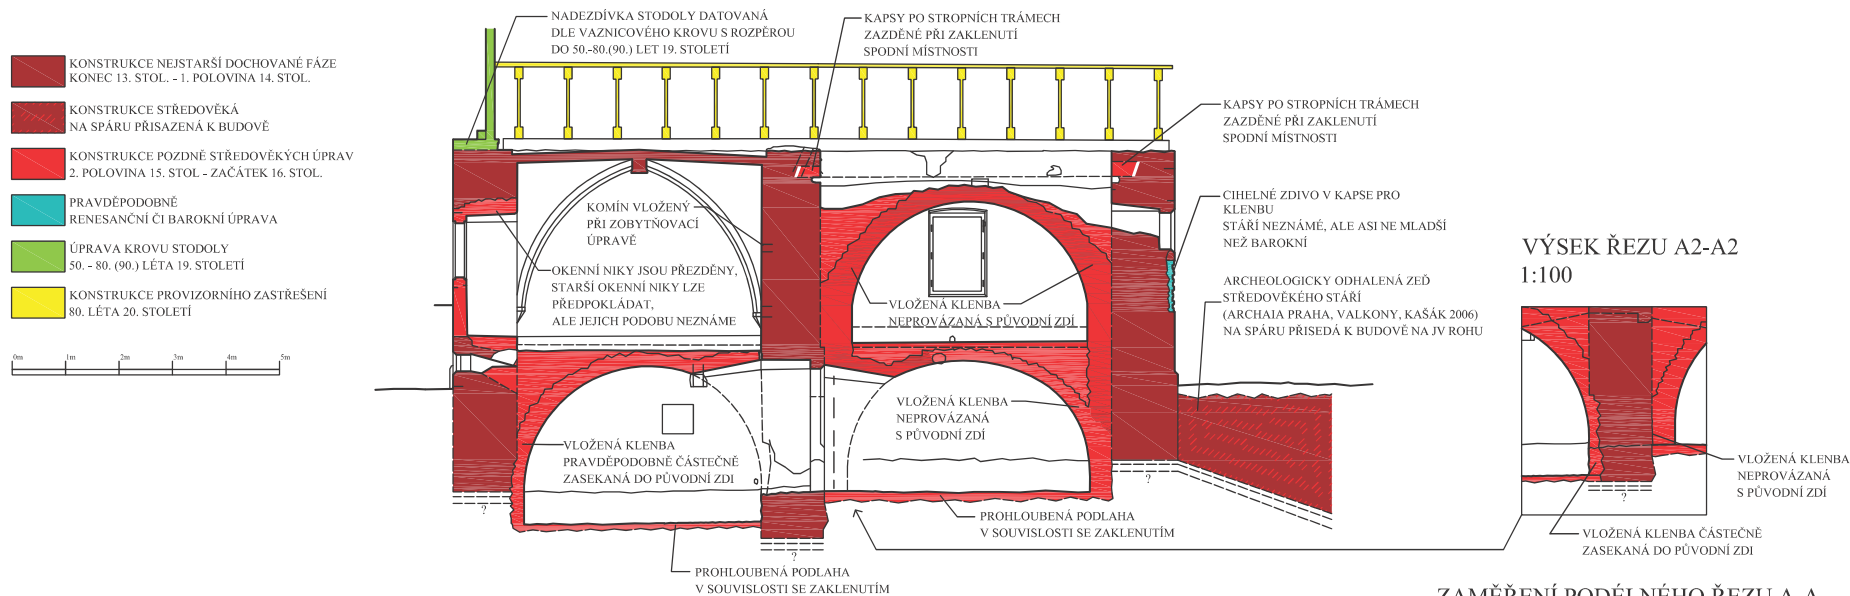 KONSTRUKCE NEJSTARŠÍ DOCHOVANÉ FÁZE
KONEC 13. STOL. - 1. POLOVINA 14. STOL.
KONSTRUKCE STŘEDOVĚKÁ
NA SPÁRU PŘISAZENÁ K BUDOVĚ
KONSTRUKCE POZDNĚ STŘEDOVĚKÝCH ÚPRAV
2. POLOVINA 15. STOL - ZAČÁTEK 16. STOL.
PRAVDĚPODOBNĚ
RENESANČNÍ ČI BAROKNÍ ÚPRAVA
ÚPRAVA KROVU STODOLY
50. - 80. (90.) LÉTA 19. STOLETÍ
KONSTRUKCE PROVIZORNÍHO ZASTŘEŠENÍ
80. LÉTA 20. STOLETÍ
0m 1m 2m 3m 4m 5m
NADEZDÍVKA STODOLY DATOVANÁ
DLE VAZNICOVÉHO KROVU S ROZPĚROU
DO 50.-80.(90.) LET 19. STOLETÍ
KAPSY PO STROPNÍCH TRÁMECH
ZAZDĚNÉ PŘI ZAKLENUTÍ
SPODNÍ MÍSTNOSTI
KAPSY PO STROPNÍCH TRÁMECH
ZAZDĚNÉ PŘI ZAKLENUTÍ
SPODNÍ MÍSTNOSTI
CIHELNÉ ZDIVO V KAPSE PRO
KLENBU
STÁŘÍ NEZNÁMÉ, ALE ASI NE MLADŠÍ
NEŽ BAROKNÍ
ARCHEOLOGICKY ODHALENÁ ZEĎ
STŘEDOVĚKÉHO STÁŘÍ
(ARCHAIA PRAHA, VALKONY, KAŠÁK 2006)
NA SPÁRU PŘISEDÁ K BUDOVĚ NA JV ROHU
KOMÍN VLOŽENÝ
PŘI ZOBYTŇOVACÍ
ÚPRAVĚ
OKENNÍ NIKY JSOU PŘEZDĚNY,
STARŠÍ OKENNÍ NIKY LZE
PŘEDPOKLÁDAT,
ALE JEJICH PODOBU NEZNÁME
VLOŽENÁ KLENBA
NEPROVÁZANÁ S PŮVODNÍ ZDÍ
VLOŽENÁ KLENBA
NEPROVÁZANÁ
S PŮVODNÍ ZDÍ
VLOŽENÁ KLENBA
PRAVDĚPODOBNĚ ČÁSTEČNĚ
ZASEKANÁ DO PŮVODNÍ ZDI
?
?
?
PROHLOUBENÁ PODLAHA
V SOUVISLOSTI SE ZAKLENUTÍM
PROHLOUBENÁ PODLAHA
V SOUVISLOSTI SE ZAKLENUTÍM
VÝSEK ŘEZU A2-A2
1:100
VLOŽENÁ KLENBA
NEPROVÁZANÁ
S PŮVODNÍ ZDÍ
?
VLOŽENÁ KLENBA ČÁSTEČNĚ
ZASEKANÁ DO PŮVODNÍ ZDI
ZAMĚŘENÍ PODÉLNÉHO ŘEZU A-A